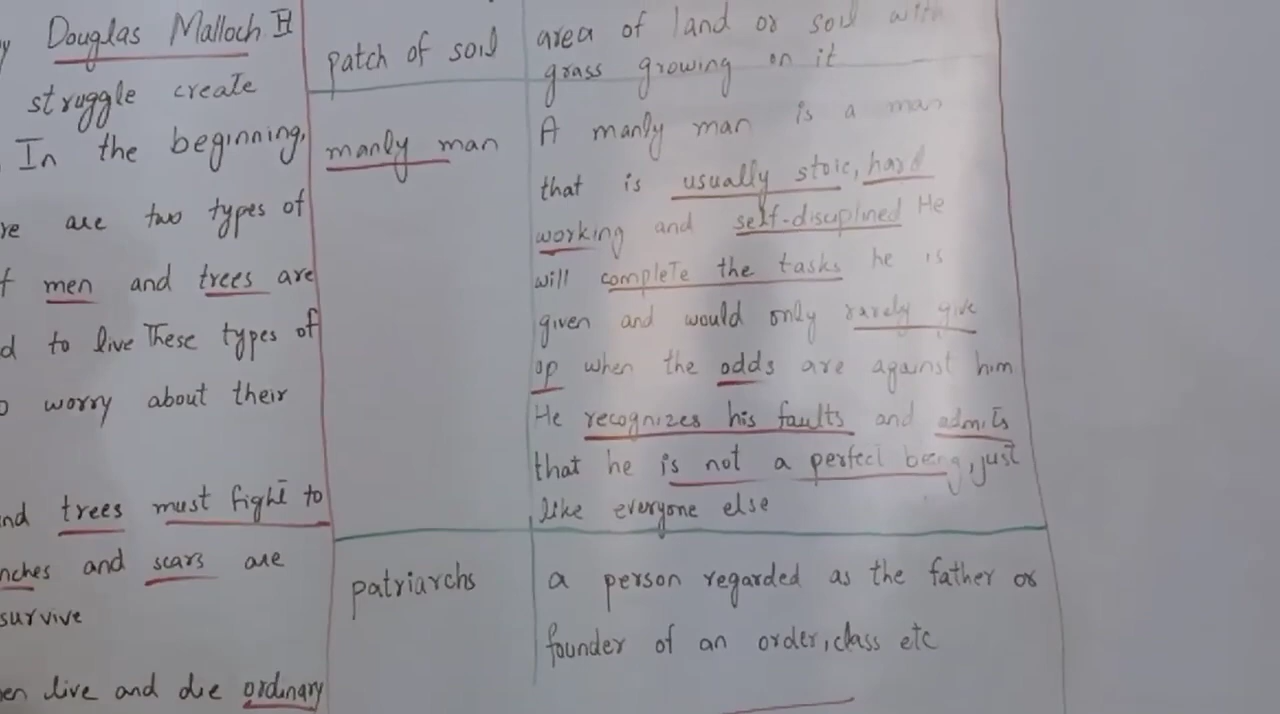 Douglas Malloch It
struggle create
In the beginning,
are two types of
men and trees are
to live These types of
worry about their
trees must fight to
and scars are
survive
live and die ordinary
patch of soil
area of land or soil with
grass growing on it
manly man
A manly man is a man
that is usually stoic, hard
working and self-disciplined He
will complete the tasks he is
given and would only rarely give
op when the odds are against him
He recognizes his faults and admits
that he is not a perfect being, just
like everyone else
patriarchs
a person regarded as the father or
founder of an order, class etc